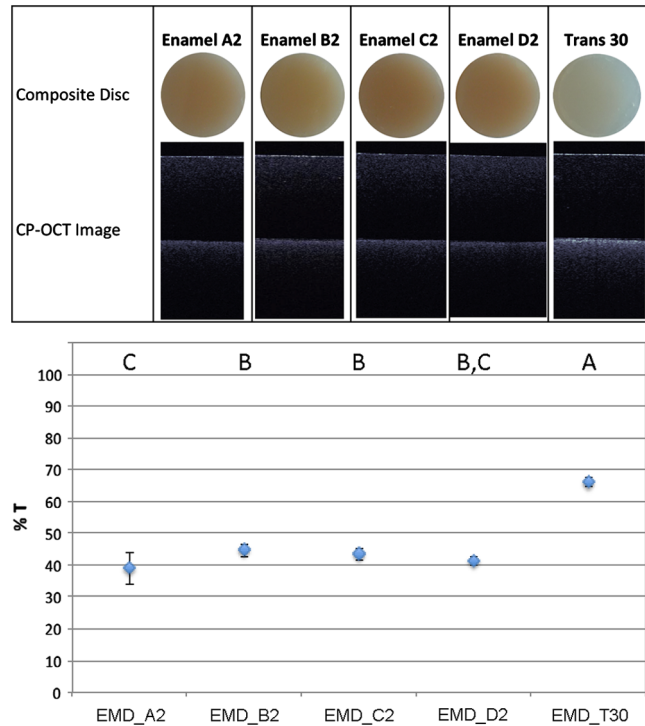 Enamel A2 Enamel B2 Enamel C2 Enamel D2 Trans 30
Composite Disc
CP-OCT Image
C B B B,C A
100
90
80
70
60
50
40
30
20
10
0
% T
EMD_A2 EMD_B2 EMD_C2 EMD_D2 EMD_T30